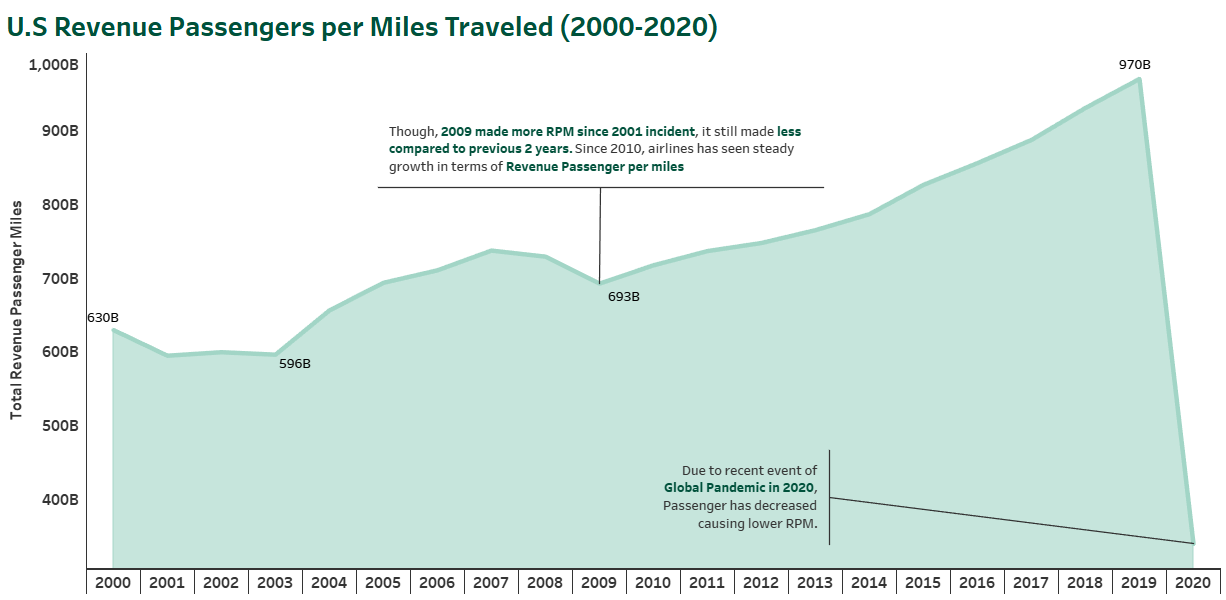 U.S Revenue Passengers per Miles Traveled (2000-2020)
Total Revenue Passenger Miles
1,000B
900B
800B
700B
600B
500B
400B
630B
596B
693B
970B
Though, 2009 made more RPM since 2001 incident, it still made less
compared to previous 2 years. Since 2010, airlines has seen steady
growth in terms of Revenue Passenger per miles
Due to recent event of
Global Pandemic in 2020,
Passenger has decreased
causing lower RPM.
2000 2001 2002 2003 2004 2005 2006 2007 2008 2009 2010 2011 2012 2013 2014 2015 2016 2017 2018 2019 2020